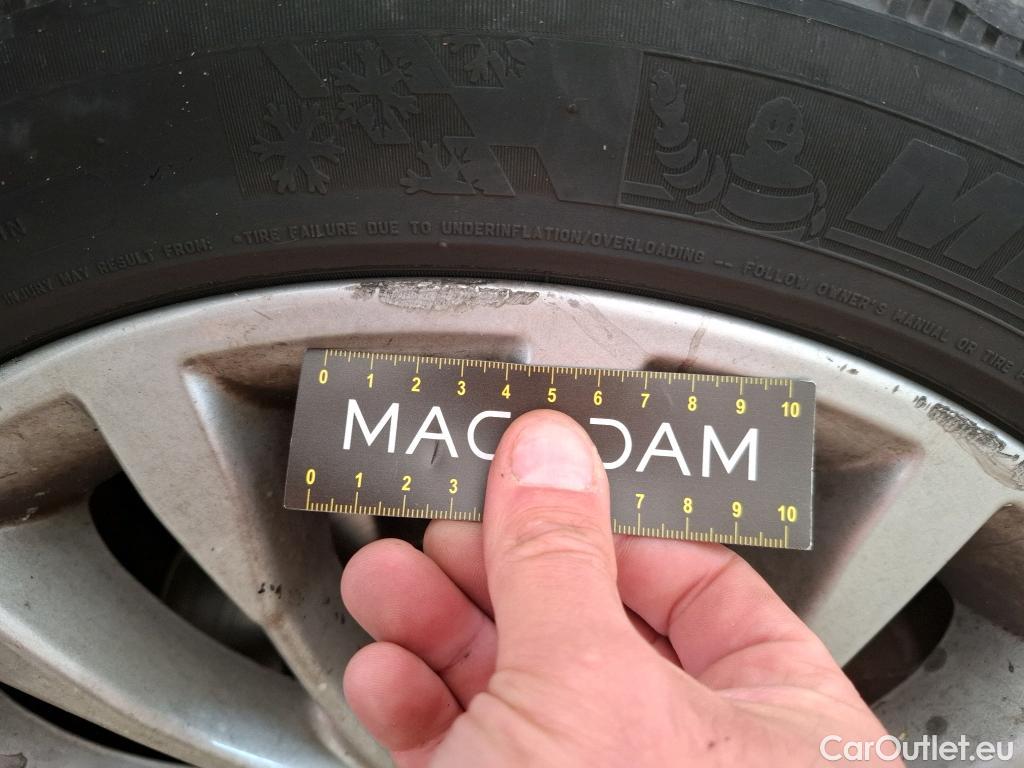 IN
INJURY MAY RESULT FROM: •TIRE FAILURE DUE TO UNDERINFLATION/OVERLOADING -- FOLLOW OWNER'S MANUAL OR TIRE
0 1 2 3 4 5 6 7 8 9 10
DAM
0 1 2 3 7 8 9 10
CarOutlet.eu